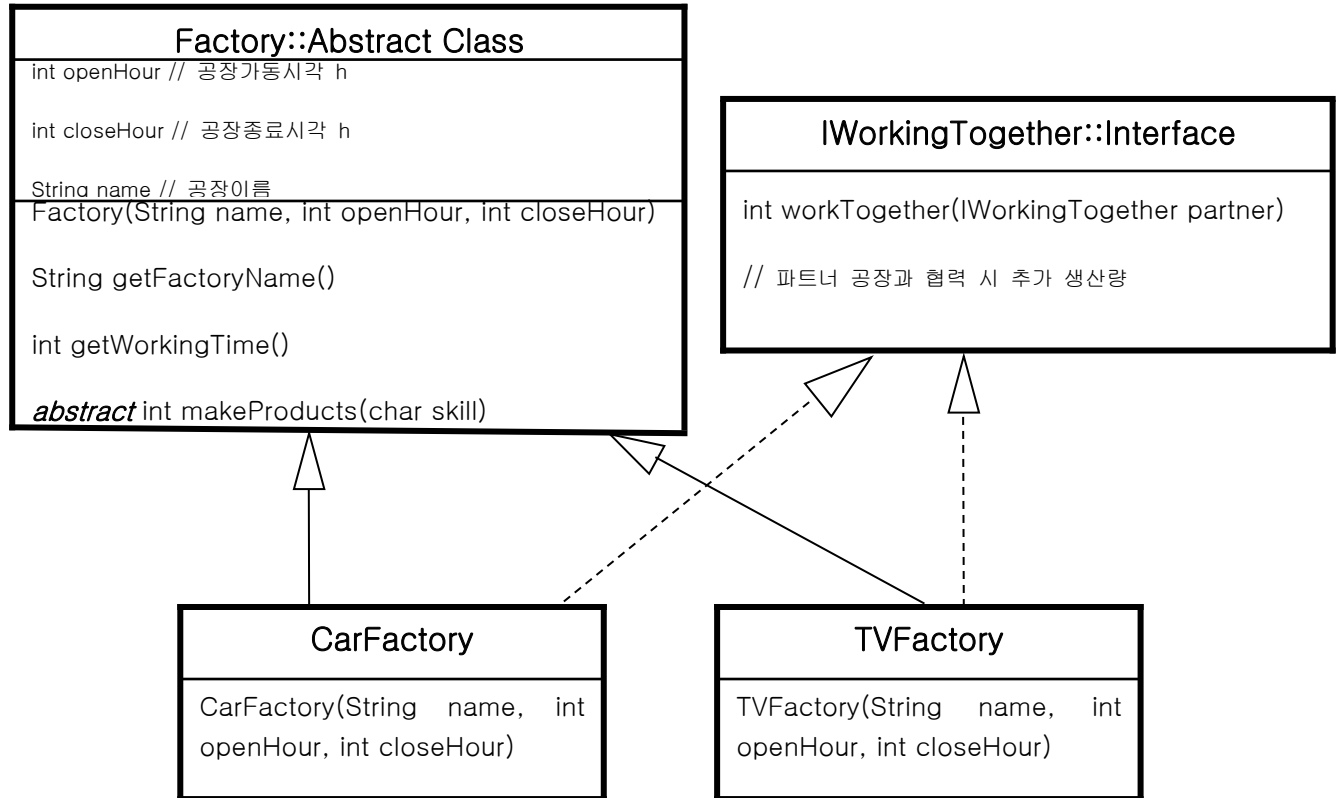 Factory::Abstract Class
int openHour // 공장가동시각 h
int closeHour // 공장종료시각 h
String name // 공장이름
Factory(String name, int openHour, int closeHour)
String getFactoryName()
int getWorkingTime()
abstract int makeProducts(char skill)
IWorkingTogether::Interface
int workTogether(IWorkingTogether partner)
// 파트너 공장과 협력 시 추가 생산량
CarFactory
CarFactory(String name, int
openHour, int closeHour)
TVFactory
TVFactory(String name, int
openHour, int closeHour)